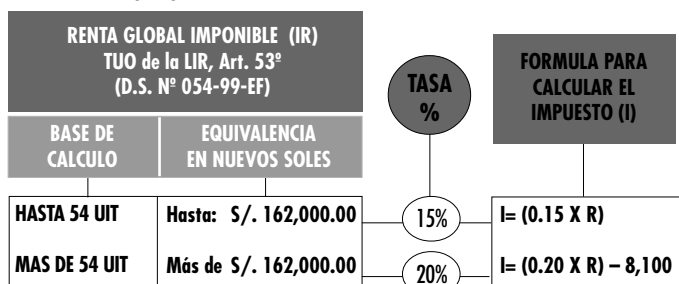 RENTA GLOBAL IMPONIBLE (IR)
TUO de la LIR, Art. 53º
(D.S. Nº 054-99-EF)
TASA
%
FORMULA PARA
CALCULAR EL
IMPUESTO (I)
BASE DE
CALCULO
EQUIVALENCIA
EN NUEVOS SOLES
HASTA 54 UIT
Hasta: S/. 162,000.00
15%
I= (0.15 X R)
MAS DE 54 UIT
Más de S/. 162,000.00
20%
I= (0.20 X R) – 8,100